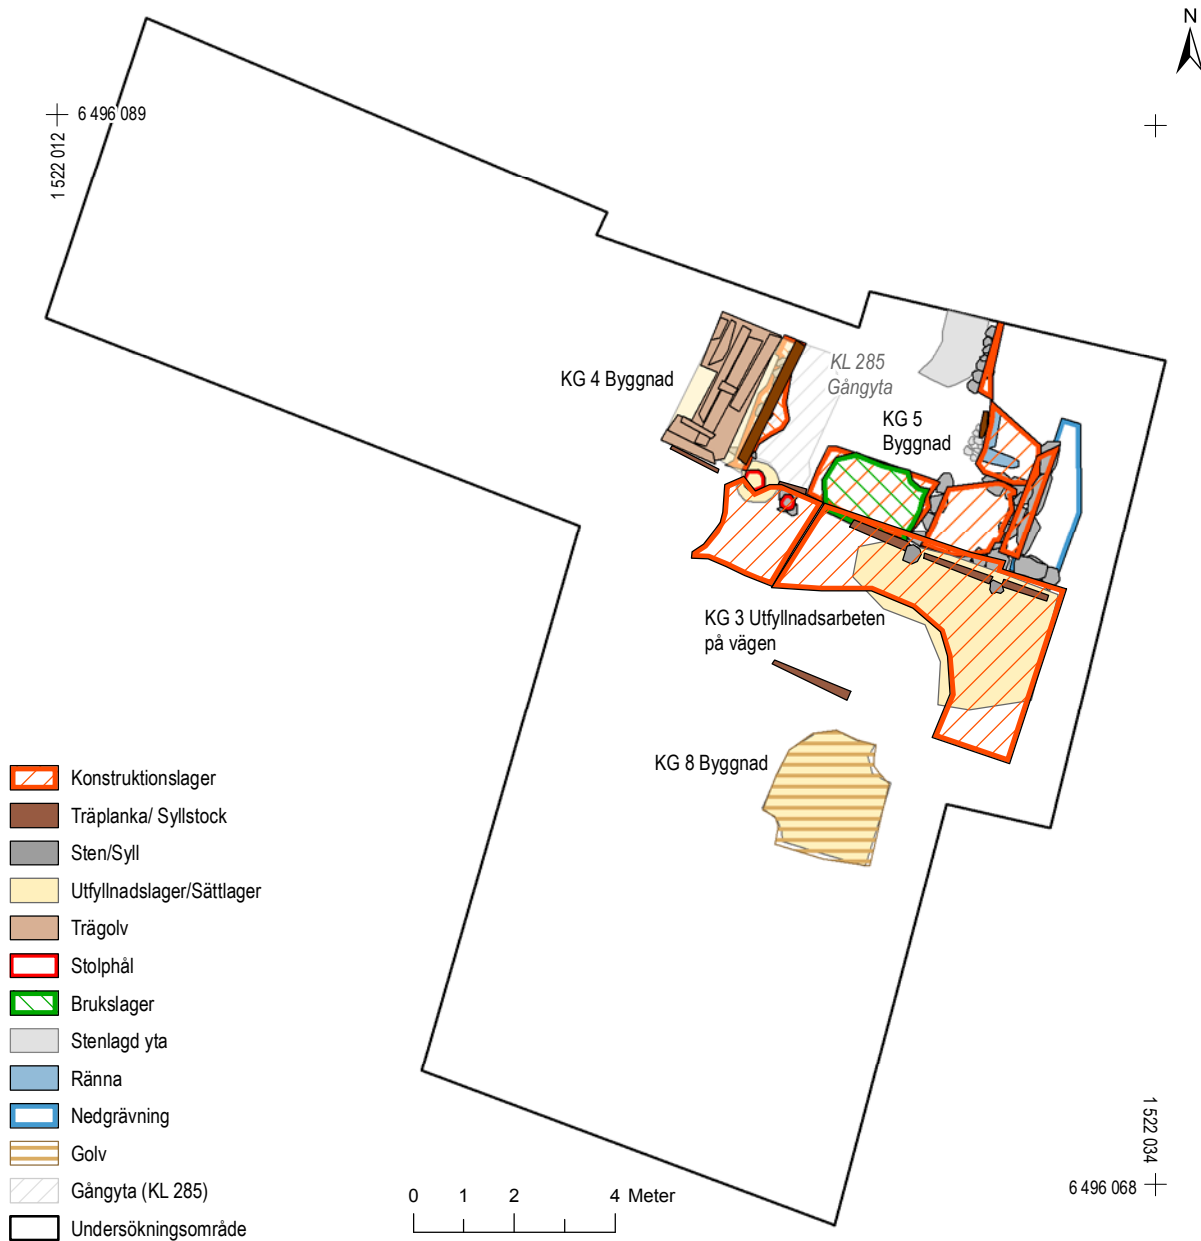 N
6 496 089
1 522 012
KL 285
Gångyta
KG 4 Byggnad
KG 5
Byggnad
KG 3 Utfyllnadsarbeten
på vägen
KG 8 Byggnad
Konstruktionslager
Träplanka/ Syllstock
Sten/Syll
Utfyllnadslager/Sättlager
Trägolv
Stolphål
Brukslager
Stenlagd yta
Ränna
Nedgrävning
Golv
Gångyta (KL 285)
Undersökningsområde
0 1 2 4 Meter
1 522 034
6 496 068